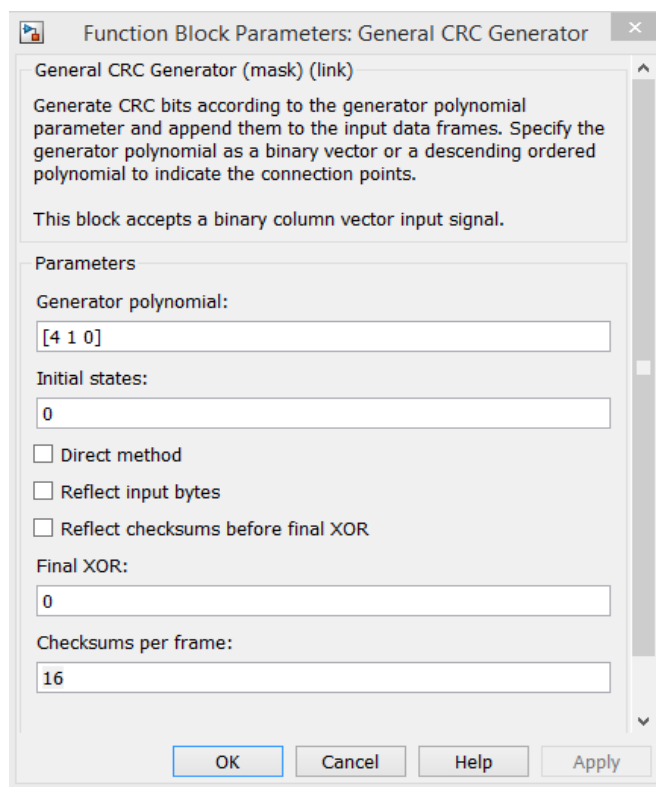 Function Block Parameters: General CRC Generator
General CRC Generator (mask) (link)
Generate CRC bits according to the generator polynomial
parameter and append them to the input data frames. Specify the
generator polynomial as a binary vector or a descending ordered
polynomial to indicate the connection points.
This block accepts a binary column vector input signal.
Parameters
Generator polynomial:
[4 1 0]
Initial states:
0
Direct method
Reflect input bytes
Reflect checksums before final XOR
Final XOR:
0
Checksums per frame:
16
OK Cancel Help Apply